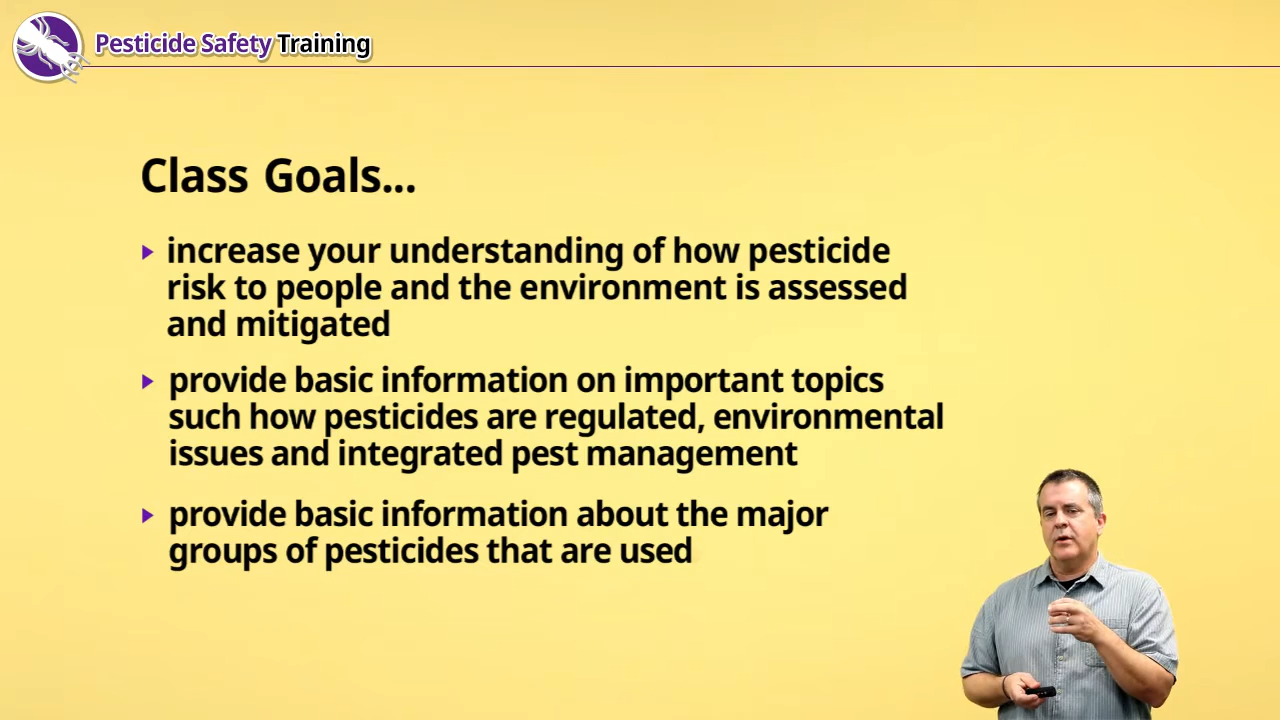 Pesticide Safety Training
Class Goals...
increase your understanding of how pesticide
risk to people and the environment is assessed
and mitigated
provide basic information on important topics
such how pesticides are regulated, environmental
issues and integrated pest management
provide basic information about the major
groups of pesticides that are used